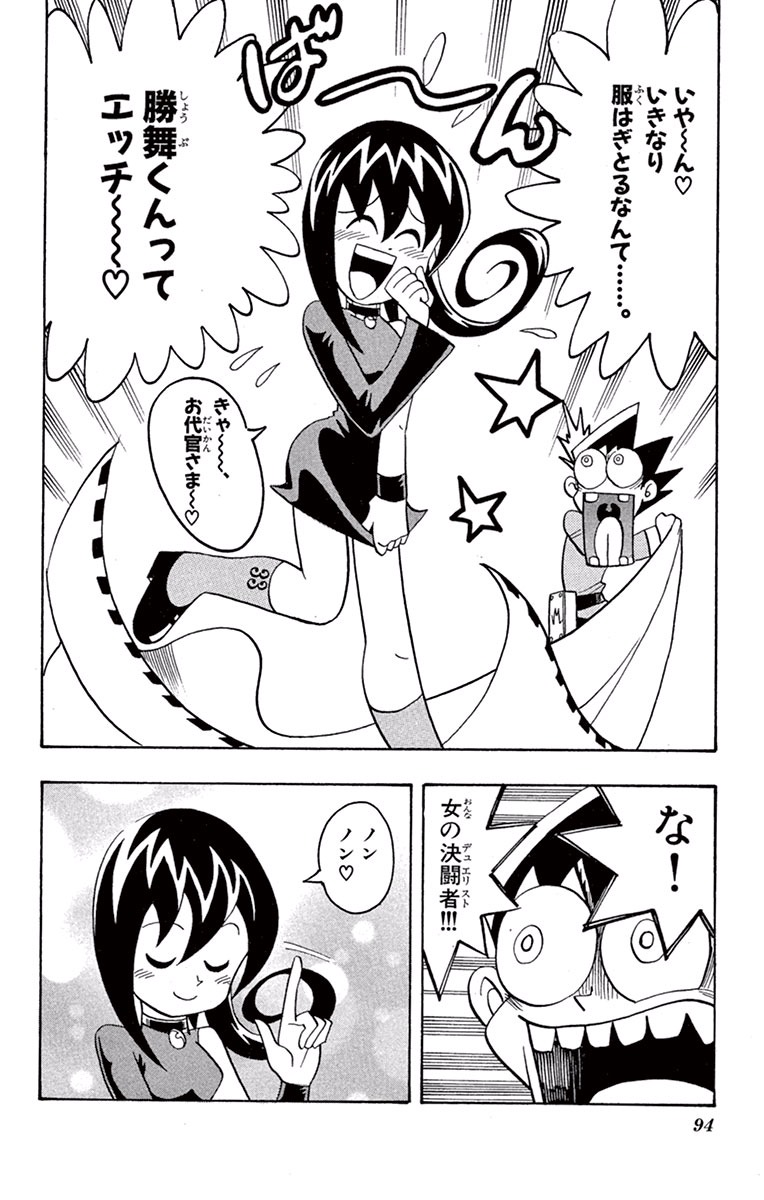 ば〜ん
いや〜ん♡
いきなり
服はぎとるなんて……。
勝舞くんって
エッチ〜〜〜♡
きゃ〜〜、
お代官さま〜♡
な!
女の決闘者!!!
ノン
ノン♡
94